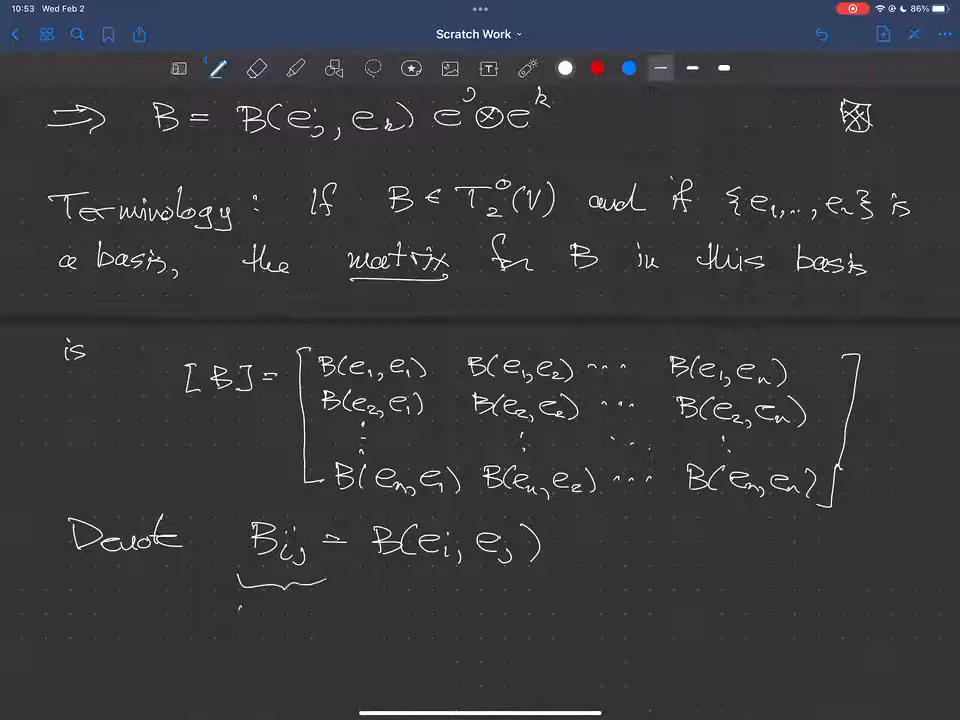 10:53 Wed Feb 2 86%
Scratch Work
⇒ B = B(e_j, e_k) e^j ⊗ e^k
Terminology: If B ∈ T_2^0(V) and if {e_1, ..., e_n} is
a basis, the matrix for B in this basis
is
[B] = [ B(e_1, e_1) B(e_1, e_2) ... B(e_1, e_n)
B(e_2, e_1) B(e_2, e_2) ... B(e_2, e_n)
⋮ ⋮ ... ⋮
B(e_n, e_1) B(e_n, e_2) ... B(e_n, e_n) ]
Denote B_ij = B(e_i, e_j)